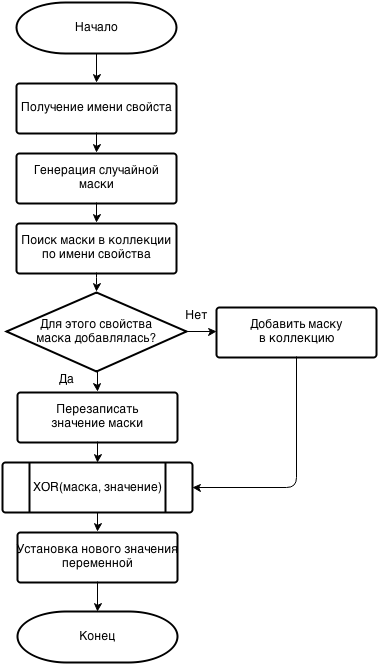 Начало
Получение имени свойста
Генерация случайной
маски
Поиск маски в коллекции
по имени свойства
Для этого свойства
маска добавлялась?
Нет
Добавить маску
в коллекцию
Да
Перезаписать
значение маски
XOR(маска, значение)
Установка нового значения
переменной
Конец